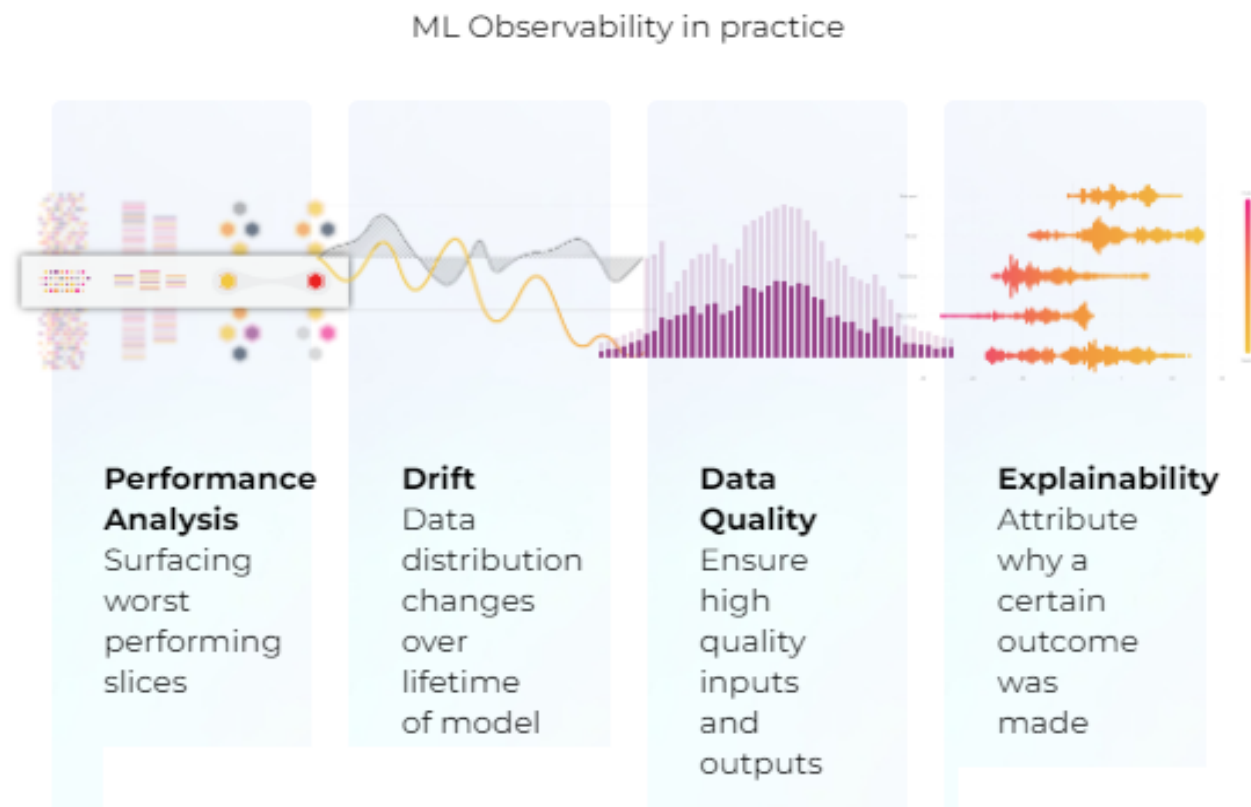 ML Observability in practice
Performance
Analysis
Surfacing
worst
performing
slices
Drift
Data
distribution
changes
over
lifetime
of model
Data
Quality
Ensure
high
quality
inputs
and
outputs
Explainability
Attribute
why a
certain
outcome
was
made